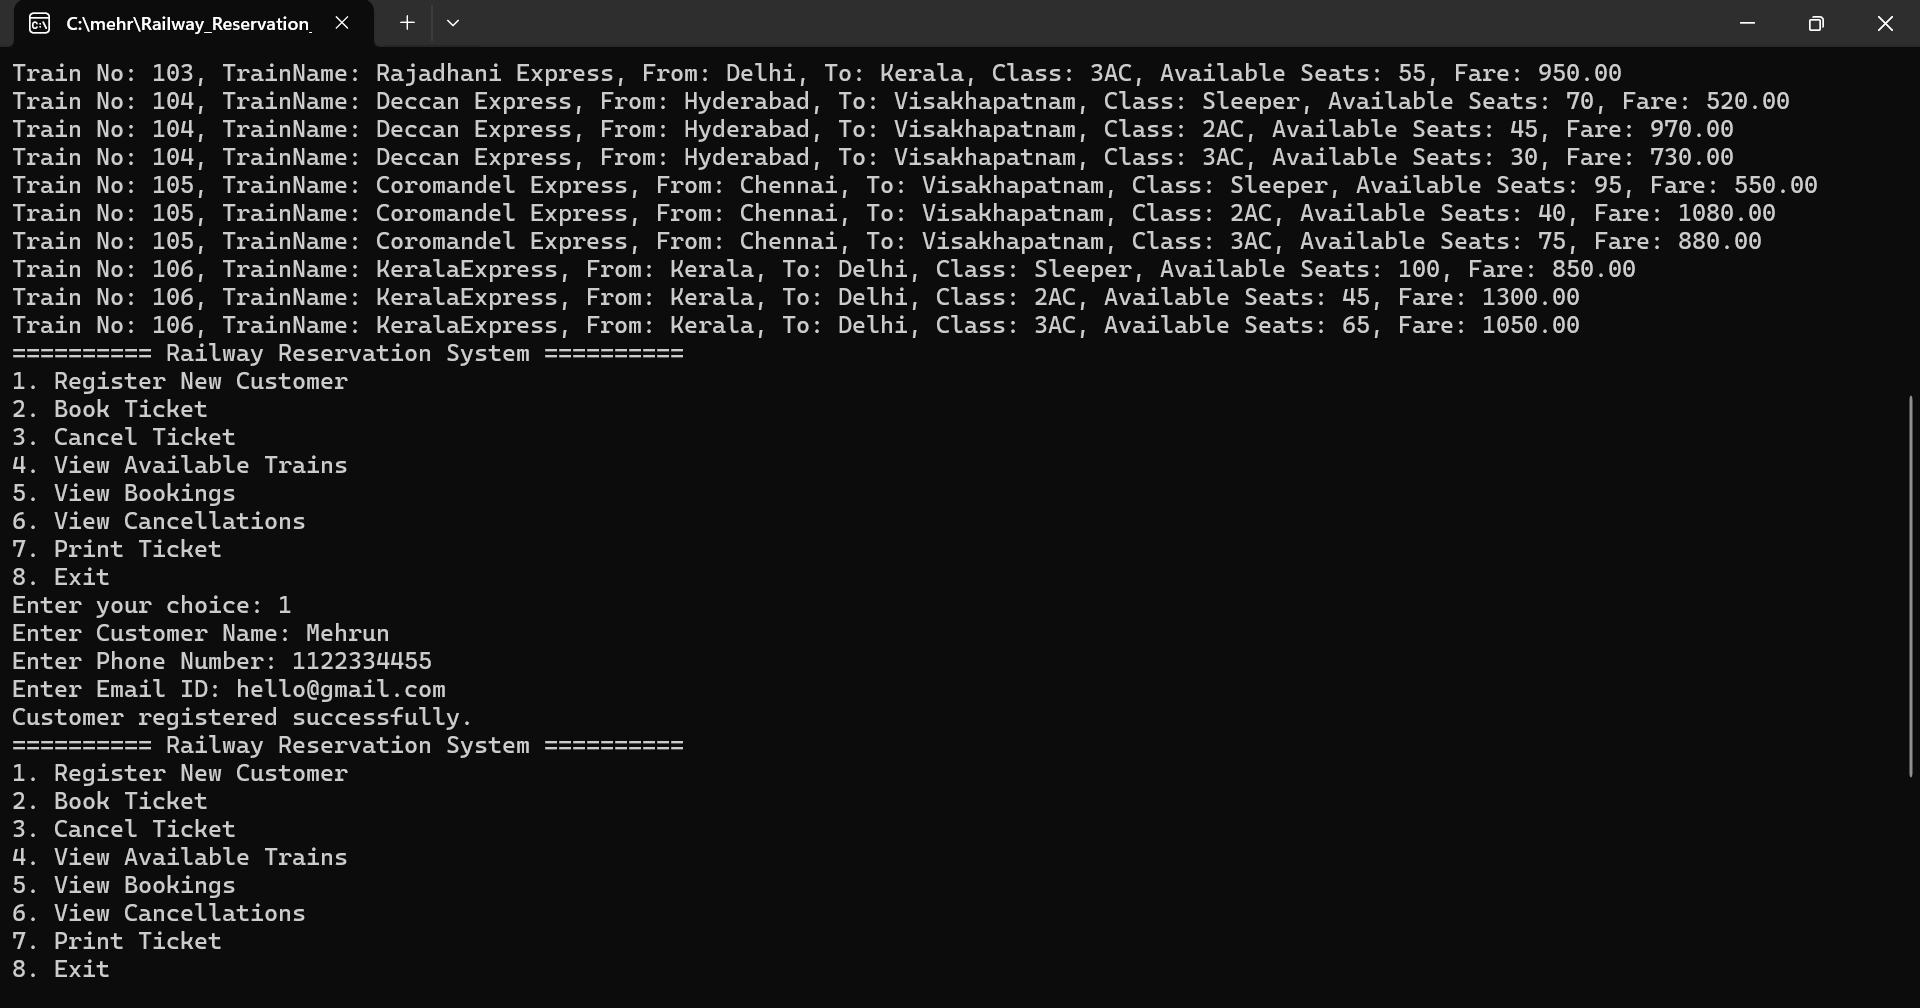 C:\mehr\Railway_Reservation_
Train No: 103, TrainName: Rajadhani Express, From: Delhi, To: Kerala, Class: 3AC, Available Seats: 55, Fare: 950.00
Train No: 104, TrainName: Deccan Express, From: Hyderabad, To: Visakhapatnam, Class: Sleeper, Available Seats: 70, Fare: 520.00
Train No: 104, TrainName: Deccan Express, From: Hyderabad, To: Visakhapatnam, Class: 2AC, Available Seats: 45, Fare: 970.00
Train No: 104, TrainName: Deccan Express, From: Hyderabad, To: Visakhapatnam, Class: 3AC, Available Seats: 30, Fare: 730.00
Train No: 105, TrainName: Coromandel Express, From: Chennai, To: Visakhapatnam, Class: Sleeper, Available Seats: 95, Fare: 550.00
Train No: 105, TrainName: Coromandel Express, From: Chennai, To: Visakhapatnam, Class: 2AC, Available Seats: 40, Fare: 1080.00
Train No: 105, TrainName: Coromandel Express, From: Chennai, To: Visakhapatnam, Class: 3AC, Available Seats: 75, Fare: 880.00
Train No: 106, TrainName: KeralaExpress, From: Kerala, To: Delhi, Class: Sleeper, Available Seats: 100, Fare: 850.00
Train No: 106, TrainName: KeralaExpress, From: Kerala, To: Delhi, Class: 2AC, Available Seats: 45, Fare: 1300.00
Train No: 106, TrainName: KeralaExpress, From: Kerala, To: Delhi, Class: 3AC, Available Seats: 65, Fare: 1050.00
========== Railway Reservation System ==========
1. Register New Customer
2. Book Ticket
3. Cancel Ticket
4. View Available Trains
5. View Bookings
6. View Cancellations
7. Print Ticket
8. Exit
Enter your choice: 1
Enter Customer Name: Mehrun
Enter Phone Number: 1122334455
Enter Email ID: hello@gmail.com
Customer registered successfully.
========== Railway Reservation System ==========
1. Register New Customer
2. Book Ticket
3. Cancel Ticket
4. View Available Trains
5. View Bookings
6. View Cancellations
7. Print Ticket
8. Exit